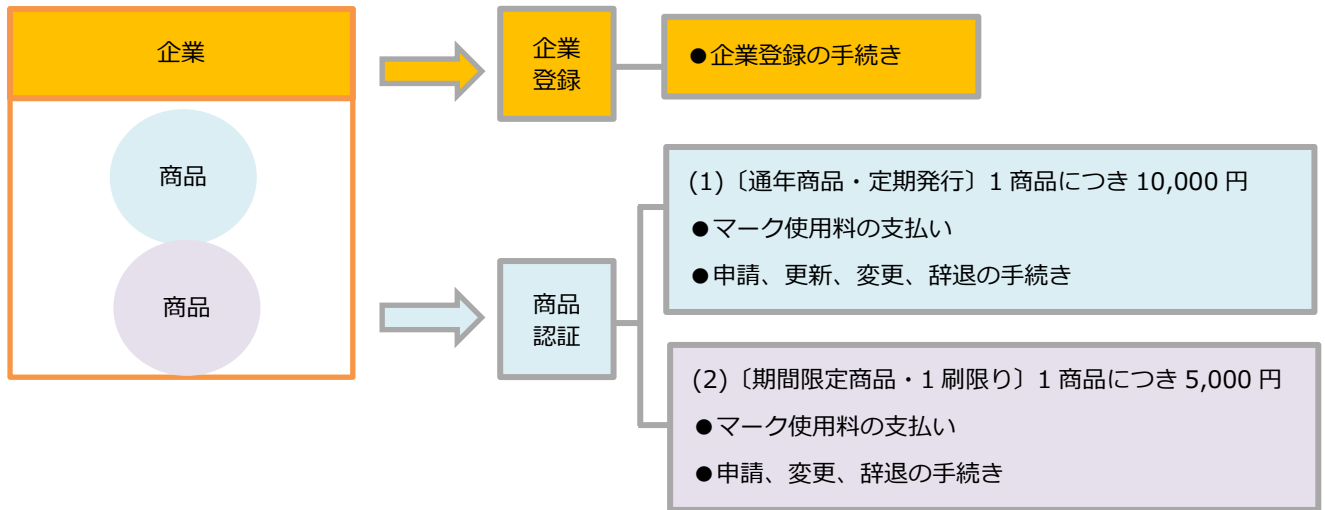 企業
企業
登録
●企業登録の手続き
商品
商品
商品
認証
(1)〔通年商品・定期発行〕1 商品につき 10,000 円
●マーク使用料の支払い
●申請、更新、変更、辞退の手続き
(2)〔期間限定商品・1 刷限り〕1 商品につき 5,000 円
●マーク使用料の支払い
●申請、変更、辞退の手続き